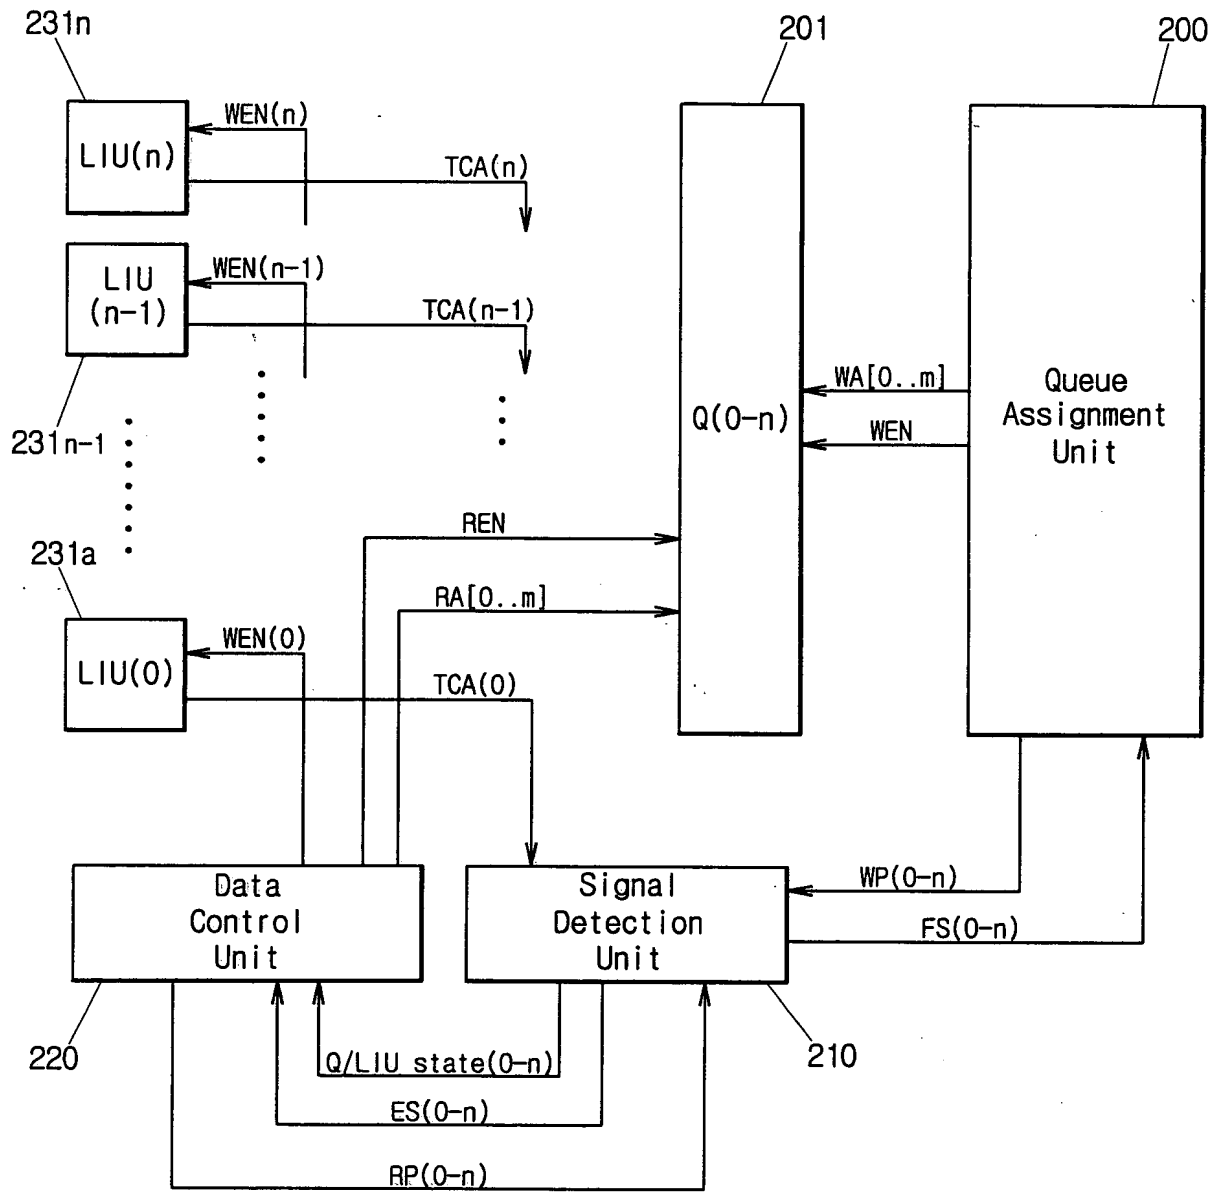 231n
201
200
WEN(n)
LIU(n)
TCA(n)
WEN(n-1)
LIU
(n-1)
TCA(n-1)
231n-1
WA[0..m]
Q(0-n)
WEN
Queue
Assignment
Unit
REN
231a
RA[0..m]
WEN(0)
LIU(0)
TCA(0)
Data
Control
Unit
Signal
Detection
Unit
WP(0-n)
FS(0-n)
220
210
Q/LIU state(0-n)
ES(0-n)
RP(0-n)